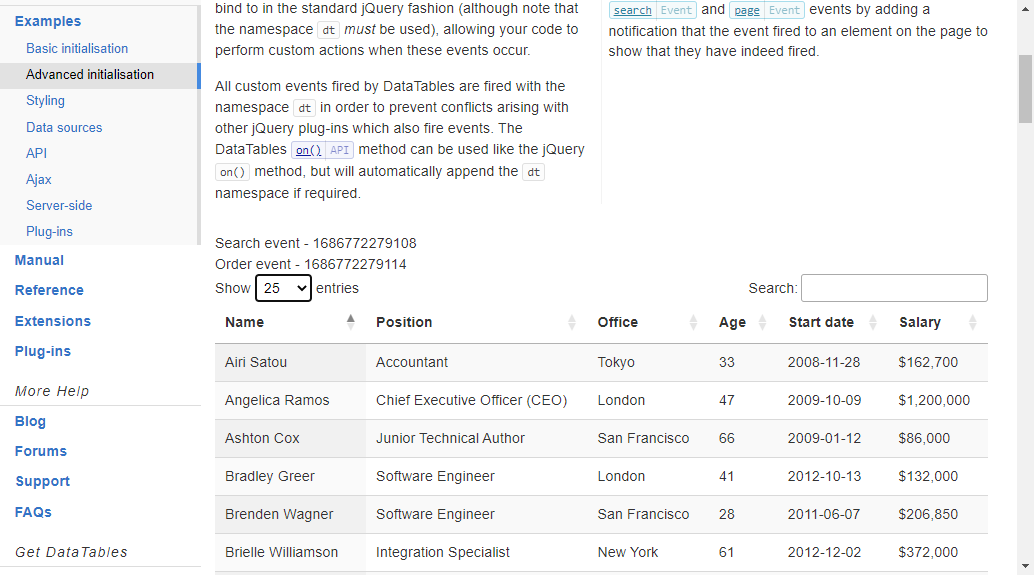 Examples
Basic initialisation
Advanced initialisation
Styling
Data sources
API
Ajax
Server-side
Plug-ins
Manual
Reference
Extensions
Plug-ins
More Help
Blog
Forums
Support
FAQs
Get DataTables
bind to in the standard jQuery fashion (although note that
the namespace dt must be used), allowing your code to
perform custom actions when these events occur.
All custom events fired by DataTables are fired with the
namespace dt in order to prevent conflicts arising with
other jQuery plug-ins which also fire events. The
DataTables on() API method can be used like the jQuery
on() method, but will automatically append the dt
namespace if required.
search Event and page Event events by adding a
notification that the event fired to an element on the page to
show that they have indeed fired.
Search event - 1686772279108
Order event - 1686772279114
Show 25 entries Search:
Name Position Office Age Start date Salary
Airi Satou Accountant Tokyo 33 2008-11-28 $162,700
Angelica Ramos Chief Executive Officer (CEO) London 47 2009-10-09 $1,200,000
Ashton Cox Junior Technical Author San Francisco 66 2009-01-12 $86,000
Bradley Greer Software Engineer London 41 2012-10-13 $132,000
Brenden Wagner Software Engineer San Francisco 28 2011-06-07 $206,850
Brielle Williamson Integration Specialist New York 61 2012-12-02 $372,000